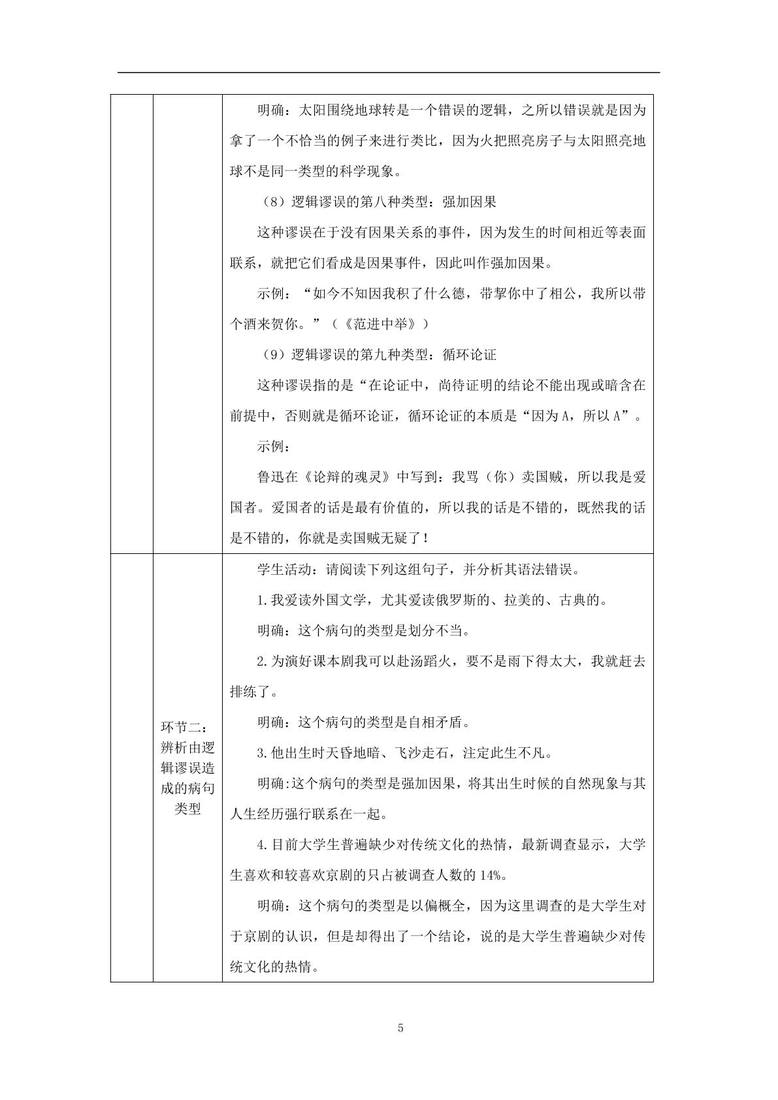 明确：太阳围绕地球转是一个错误的逻辑，之所以错误就是因为
拿了一个不恰当的例子来进行类比，因为火把照亮房子与太阳照亮地
球不是同一类型的科学现象。
（8）逻辑谬误的第八种类型：强加因果
这种谬误在于没有因果关系的事件，因为发生的时间相近等表面
联系，就把它们看成是因果事件，因此叫作强加因果。
示例：“如今不知因我积了什么德，带挈你中了相公，我所以带
个酒来贺你。”（《范进中举》）
（9）逻辑谬误的第九种类型：循环论证
这种谬误指的是“在论证中，尚待证明的结论不能出现或暗含在
前提中，否则就是循环论证，循环论证的本质是“因为 A，所以 A”。
示例：
鲁迅在《论辩的魂灵》中写到：我骂（你）卖国贼，所以我是爱
国者。爱国者的话是最有价值的，所以我的话是不错的，既然我的话
是不错的，你就是卖国贼无疑了！
环节二：
辨析由逻
辑谬误造
成的病句
类型
学生活动：请阅读下列这组句子，并分析其语法错误。
1.我爱读外国文学，尤其爱读俄罗斯的、拉美的、古典的。
明确：这个病句的类型是划分不当。
2.为演好课本剧我可以赴汤蹈火，要不是雨下得太大，我就赶去
排练了。
明确：这个病句的类型是自相矛盾。
3.他出生时天昏地暗、飞沙走石，注定此生不凡。
明确:这个病句的类型是强加因果，将其出生时候的自然现象与其
人生经历强行联系在一起。
4.目前大学生普遍缺少对传统文化的热情，最新调查显示，大学
生喜欢和较喜欢京剧的只占被调查人数的 14%。
明确：这个病句的类型是以偏概全，因为这里调查的是大学生对
于京剧的认识，但是却得出了一个结论，说的是大学生普遍缺少对传
统文化的热情。
5